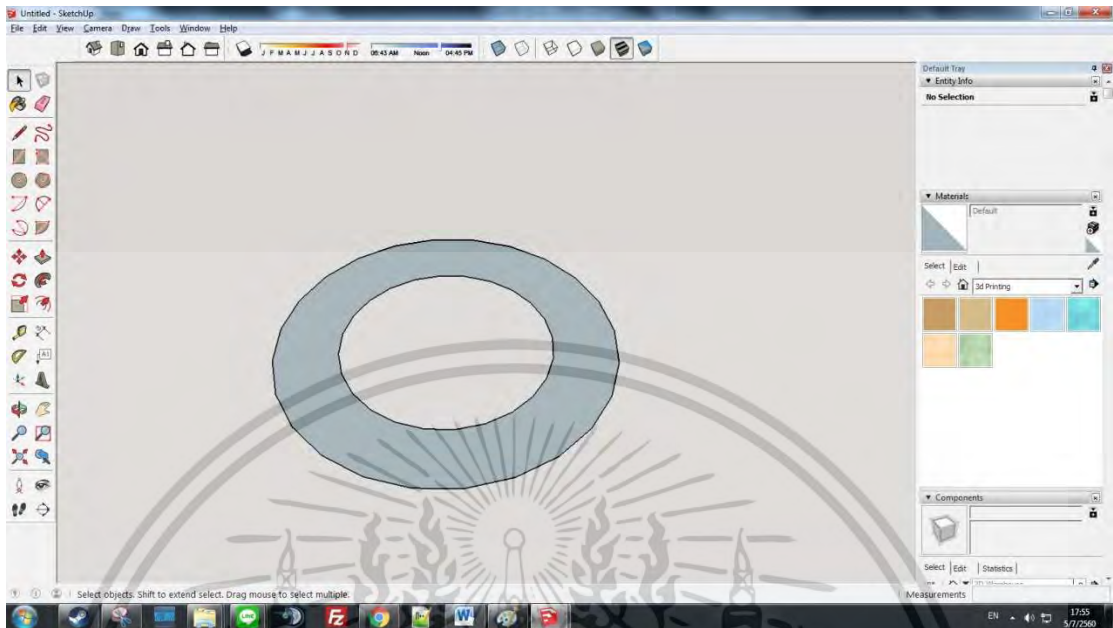 Untitled - SketchUp
File Edit View Camera Draw Tools Window Help
J F M A M J J A S O N D 06:43 AM Noon 04:45 PM
Default Tray
Entity Info
No Selection
Materials
Default
Select Edit
3d Printing
Components
Select Edit Statistics
Select objects. Shift to extend select. Drag mouse to select multiple.
Measurements
EN
17:55
5/7/2560